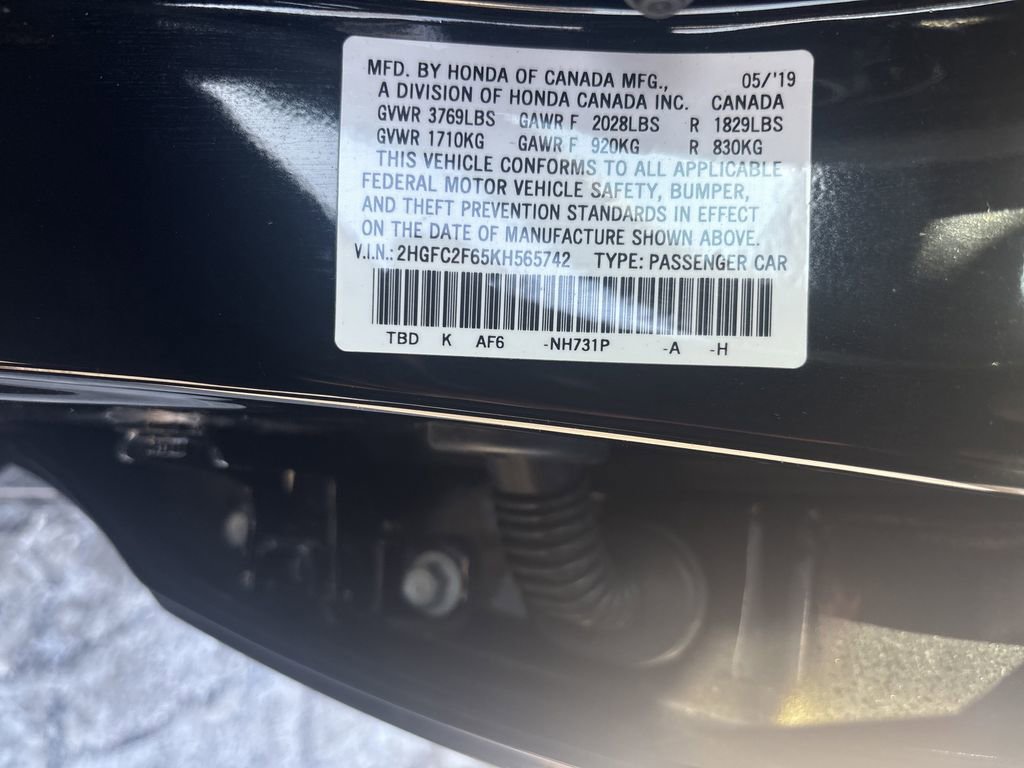 MFD. BY HONDA OF CANADA MFG., 05/'19
A DIVISION OF HONDA CANADA INC. CANADA
GVWR 3769LBS GAWR F 2028LBS R 1829LBS
GVWR 1710KG GAWR F 920KG R 830KG
THIS VEHICLE CONFORMS TO ALL APPLICABLE
FEDERAL MOTOR VEHICLE SAFETY, BUMPER,
AND THEFT PREVENTION STANDARDS IN EFFECT
ON THE DATE OF MANUFACTURE SHOWN ABOVE.
V.I.N.: 2HGFC2F65KH565742 TYPE: PASSENGER CAR
TBD K AF6 -NH731P -A -H